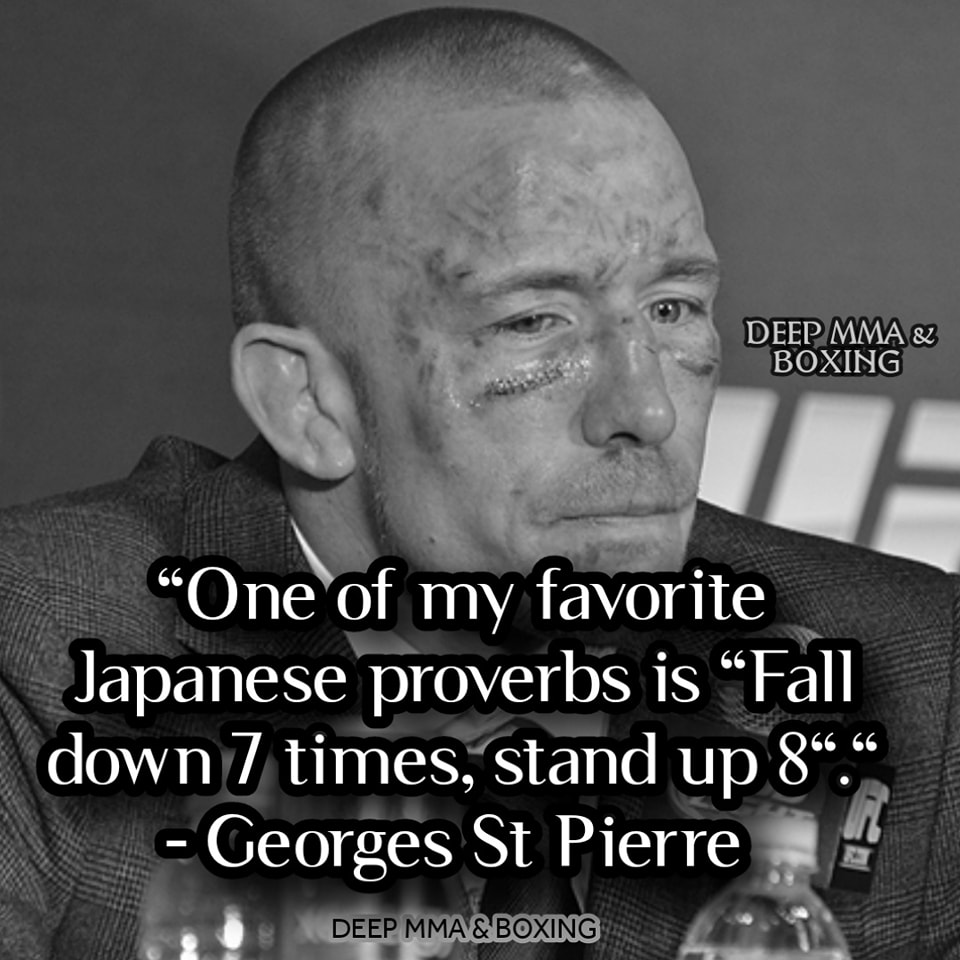 DEEP MMA &
BOXING
“One of my favorite
Japanese proverbs is “Fall
down 7 times, stand up 8“.“
- Georges St Pierre
DEEP MMA & BOXING